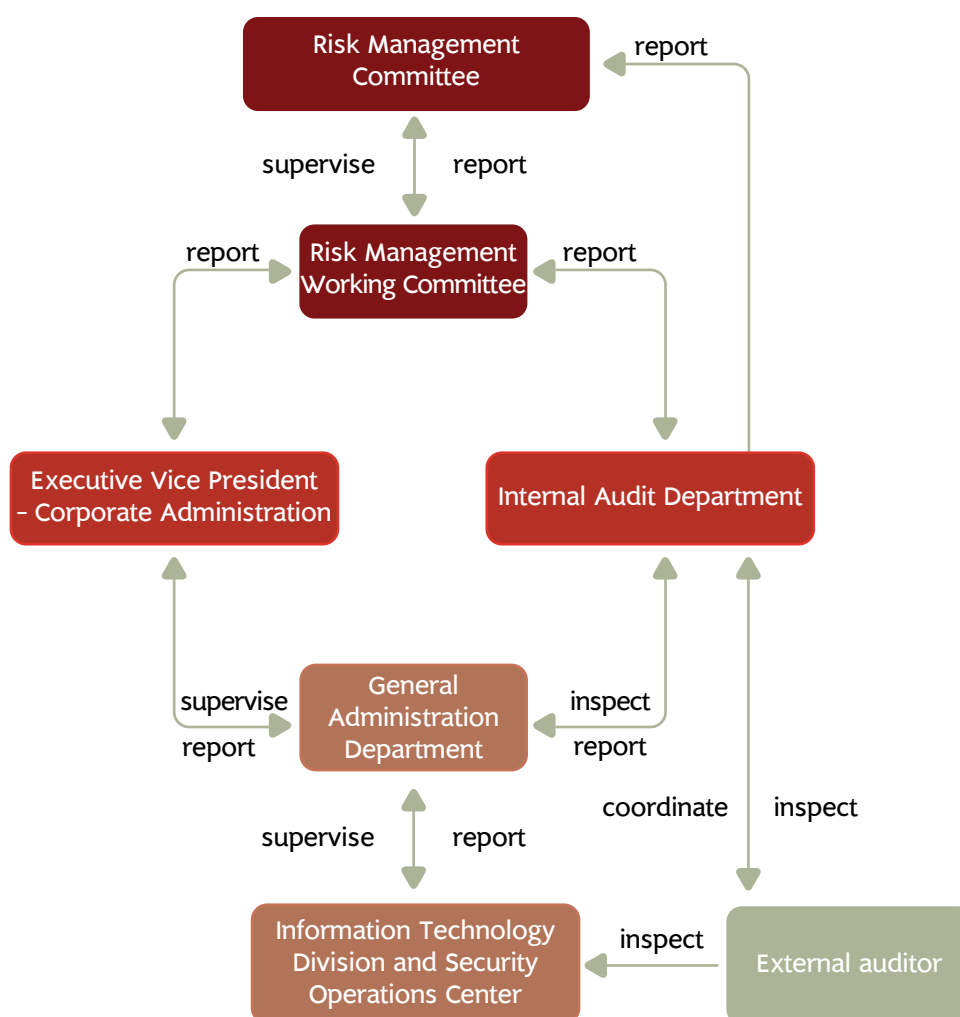 Risk Management
Committee
report
supervise
report
report
Risk Management
Working Committee
report
Executive Vice President
– Corporate Administration
Internal Audit Department
supervise
report
General
Administration
Department
inspect
report
supervise
report
coordinate
inspect
Information Technology
Division and Security
Operations Center
inspect
External auditor